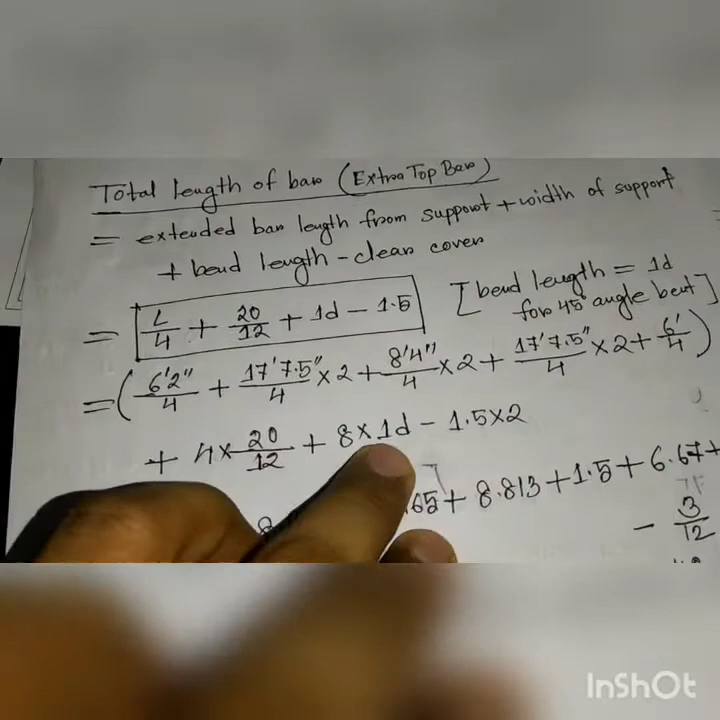 Total length of bar (Extra Top Bar)
= extended bar length from support + width of support
+ bend length - clear cover
= L/4 + 20/12 + 1d - 1.5 [bend length = 1d
for 45° angle bent]
= (6'2"/4 + 17'7.5"/4 × 2 + 8'4"/4 × 2 + 17'7.5"/4 × 2 + 6'/4)
+ 4 × 20/12 + 8 × 1d - 1.5 × 2
65 + 8.813 + 1.5 + 6.67 +
- 3/12
InShOt